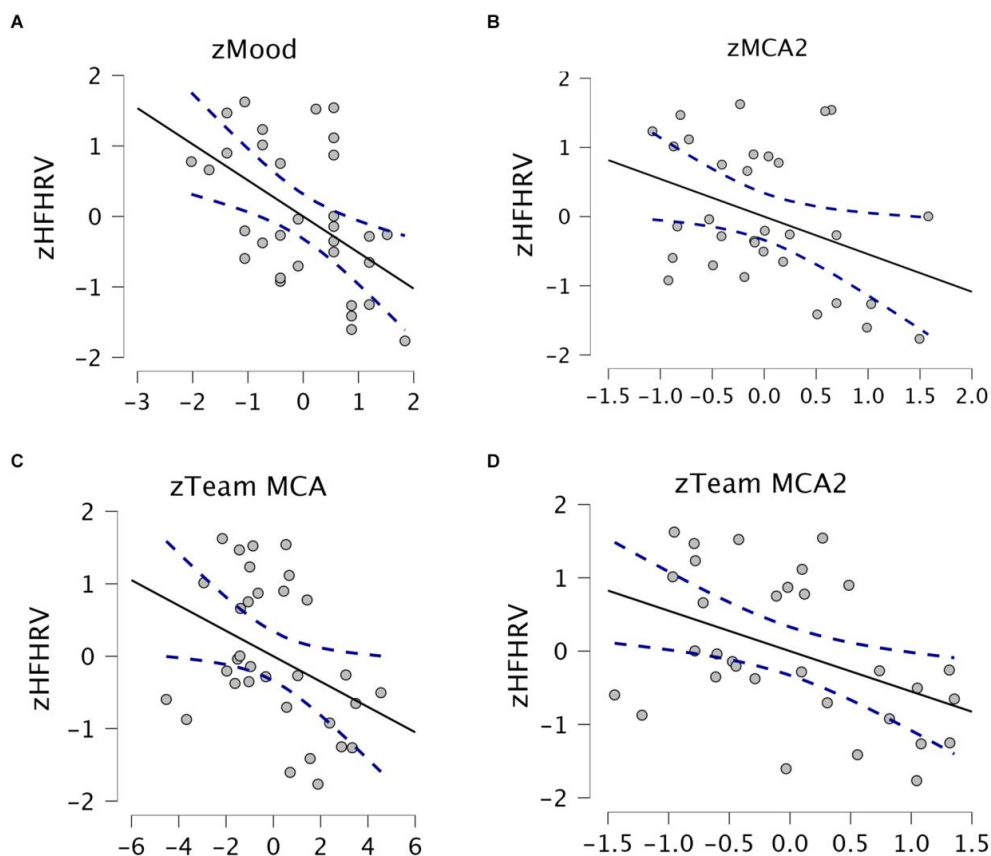 A
zMood
zHFHRV
2
1
0
−1
−2
−3 −2 −1 0 1 2
B
zMCA2
zHFHRV
2
1
0
−1
−2
−1.5 −1.0 −0.5 0.0 0.5 1.0 1.5 2.0
C
zTeam MCA
zHFHRV
2
1
0
−1
−2
−6 −4 −2 0 2 4 6
D
zTeam MCA2
zHFHRV
2
1
0
−1
−2
−1.5 −1.0 −0.5 0.0 0.5 1.0 1.5